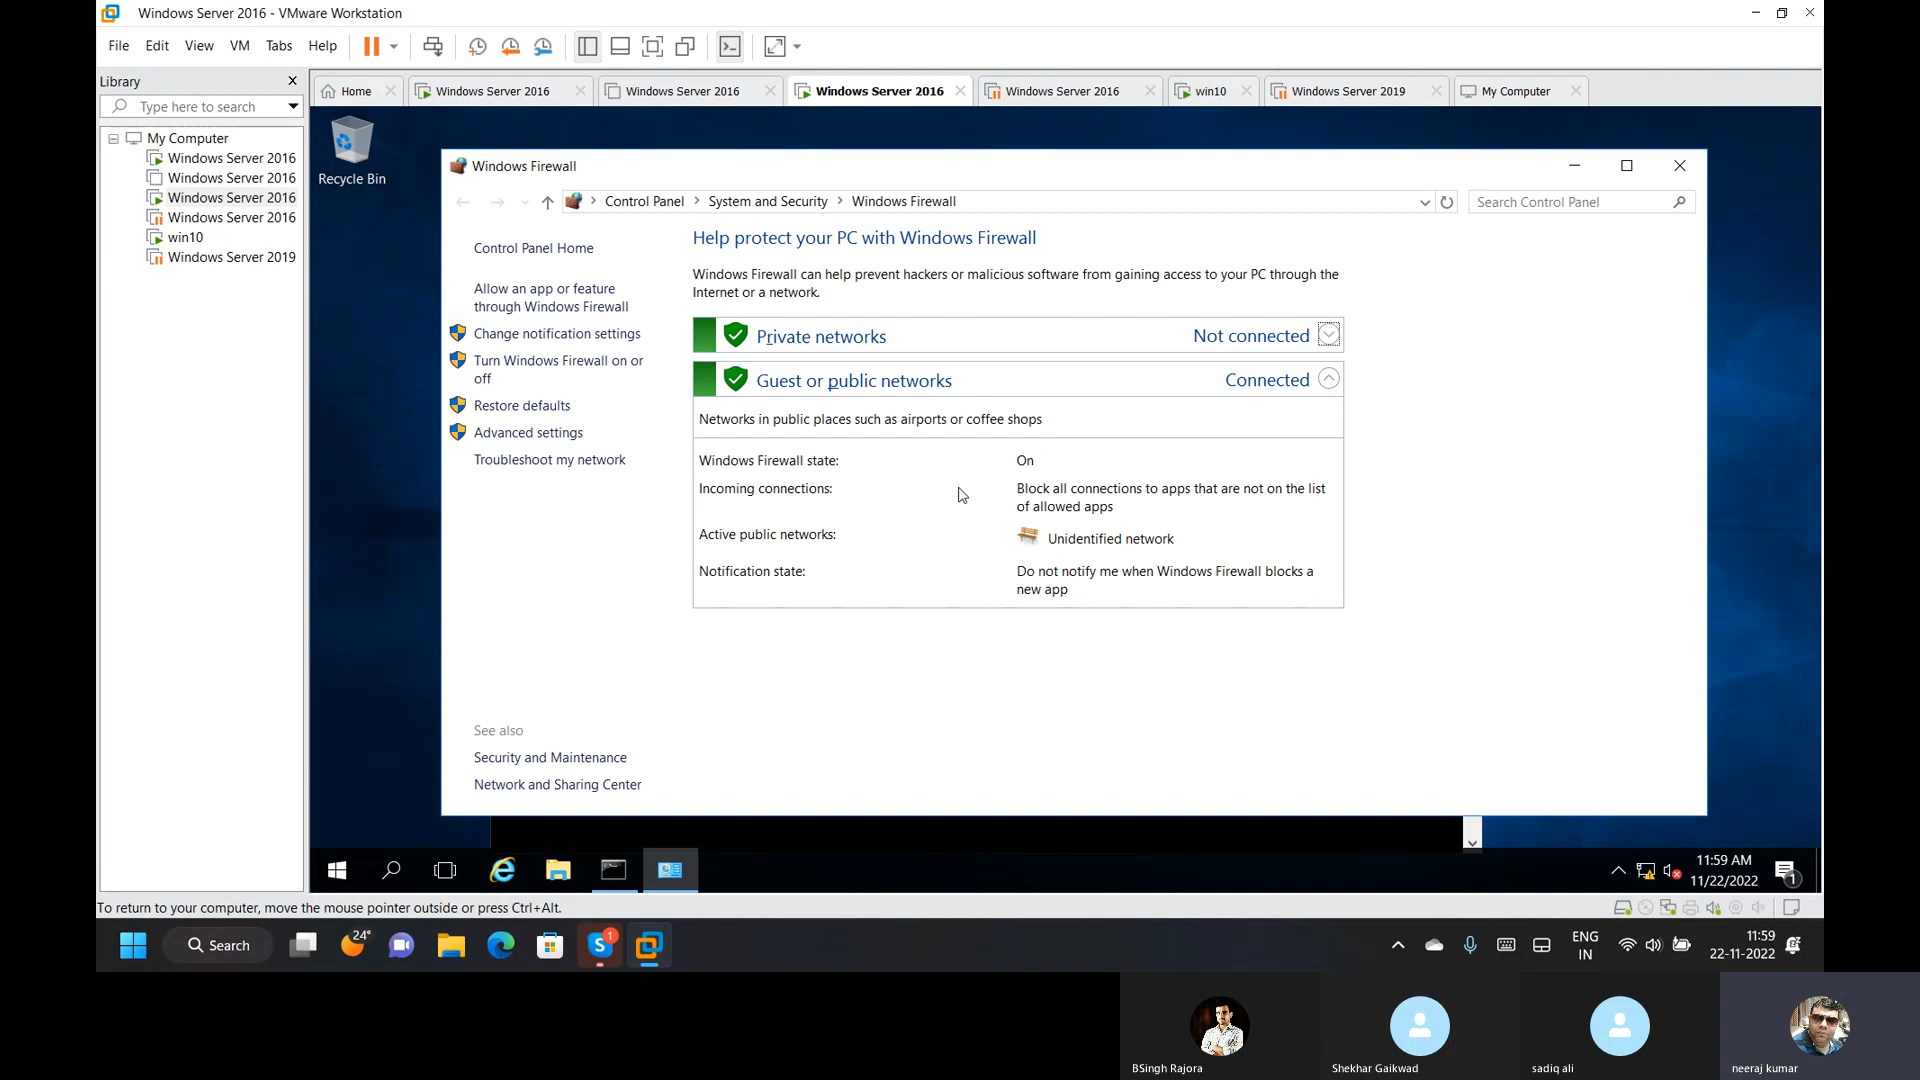 Windows Server 2016 - VMware Workstation
File Edit View VM Tabs Help
Library
Type here to search
Home
Windows Server 2016
Windows Server 2016
Windows Server 2016
Windows Server 2016
win10
Windows Server 2019
My Computer
My Computer
Windows Server 2016
Windows Server 2016
Windows Server 2016
Windows Server 2016
win10
Windows Server 2019
Recycle Bin
Windows Firewall
Control Panel > System and Security > Windows Firewall
Search Control Panel
Control Panel Home
Allow an app or feature
through Windows Firewall
Change notification settings
Turn Windows Firewall on or
off
Restore defaults
Advanced settings
Troubleshoot my network
Help protect your PC with Windows Firewall
Windows Firewall can help prevent hackers or malicious software from gaining access to your PC through the
Internet or a network.
Private networks Not connected
Guest or public networks Connected
Networks in public places such as airports or coffee shops
Windows Firewall state: On
Incoming connections: Block all connections to apps that are not on the list
of allowed apps
Active public networks: Unidentified network
Notification state: Do not notify me when Windows Firewall blocks a
new app
See also
Security and Maintenance
Network and Sharing Center
11:59 AM
11/22/2022
1
To return to your computer, move the mouse pointer outside or press Ctrl+Alt.
Search
24°
S
1
ENG
IN
11:59
22-11-2022
BSingh Rajora
Shekhar Gaikwad
sadiq ali
neeraj kumar